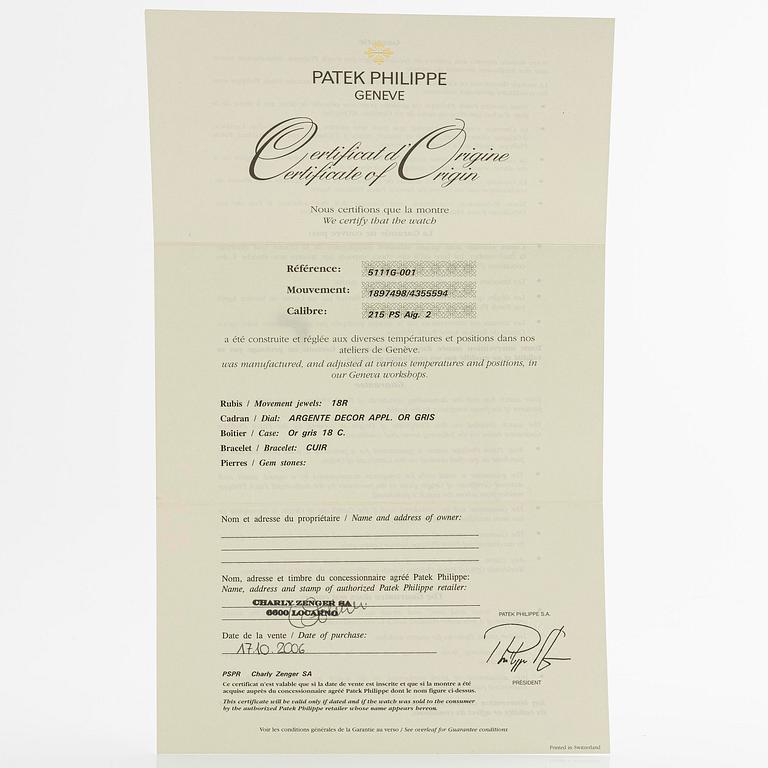 PATEK PHILIPPE
GENEVE
Certificat d'Origine
Certificate of Origin
Nous certifions que la montre
We certify that the watch
Référence: 5111G-001
Mouvement: 1897498/4355594
Calibre: 215 PS Aig. 2
a été construite et réglée aux diverses températures et positions dans nos
ateliers de Genève.
was manufactured, and adjusted at various temperatures and positions, in
our Geneva workshops.
Rubis / Movement jewels: 18R
Cadran / Dial: ARGENTE DECOR APPL. OR GRIS
Boîtier / Case: Or gris 18 C.
Bracelet / Bracelet: CUIR
Pierres / Gem stones:
Nom et adresse du propriétaire / Name and address of owner:
Nom, adresse et timbre du concessionnaire agréé Patek Philippe:
Name, address and stamp of authorized Patek Philippe retailer:
CHARLY ZENGER SA
6600 LOCARNO
PATEK PHILIPPE S.A.
Date de la vente / Date of purchase:
17.10.2006
PRÉSIDENT
PSPR Charly Zenger SA
Ce certificat n'est valable que si la date de vente est inscrite et que si la montre a été
acquise auprès du concessionnaire agréé Patek Philippe dont le nom figure ci-dessus.
This certificate will be valid only if dated and if the watch was sold to the consumer
by the authorized Patek Philippe retailer whose name appears hereon.
Voir les conditions générales de la Garantie au verso / See overleaf for Guarantee conditions
Printed in Switzerland